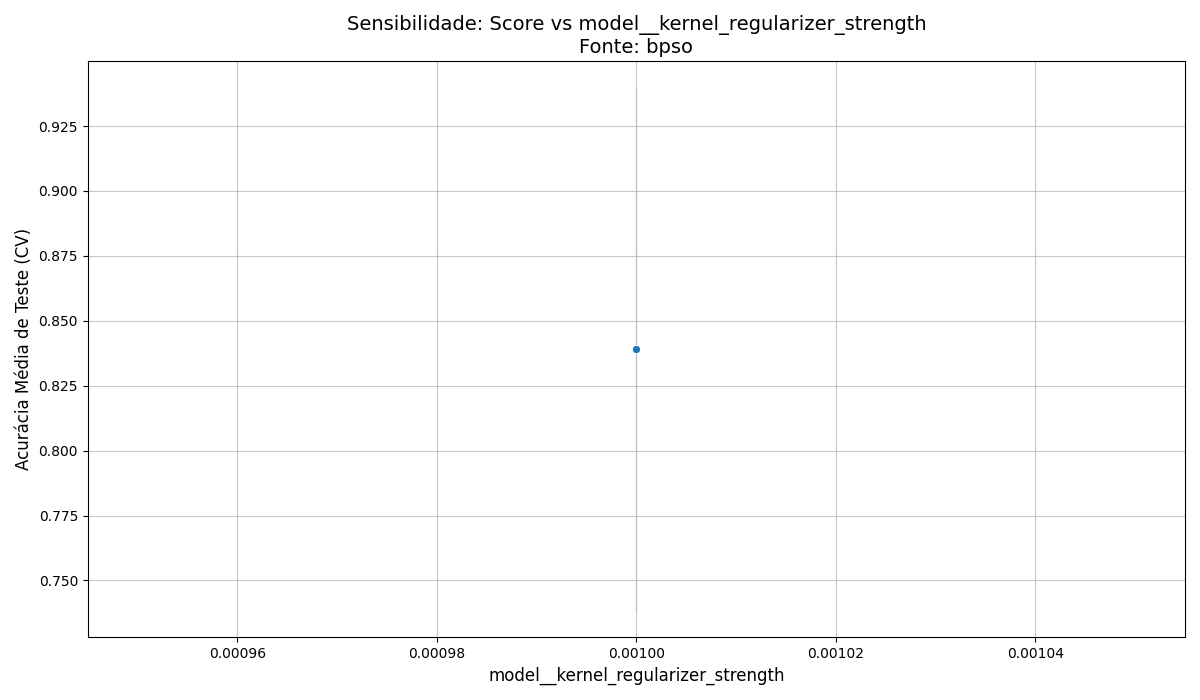 Sensibilidade: Score vs model__kernel_regularizer_strength
Fonte: bpso
Acurácia Média de Teste (CV)
0.925
0.900
0.875
0.850
0.825
0.800
0.775
0.750
0.00096 0.00098 0.00100 0.00102 0.00104
model__kernel_regularizer_strength